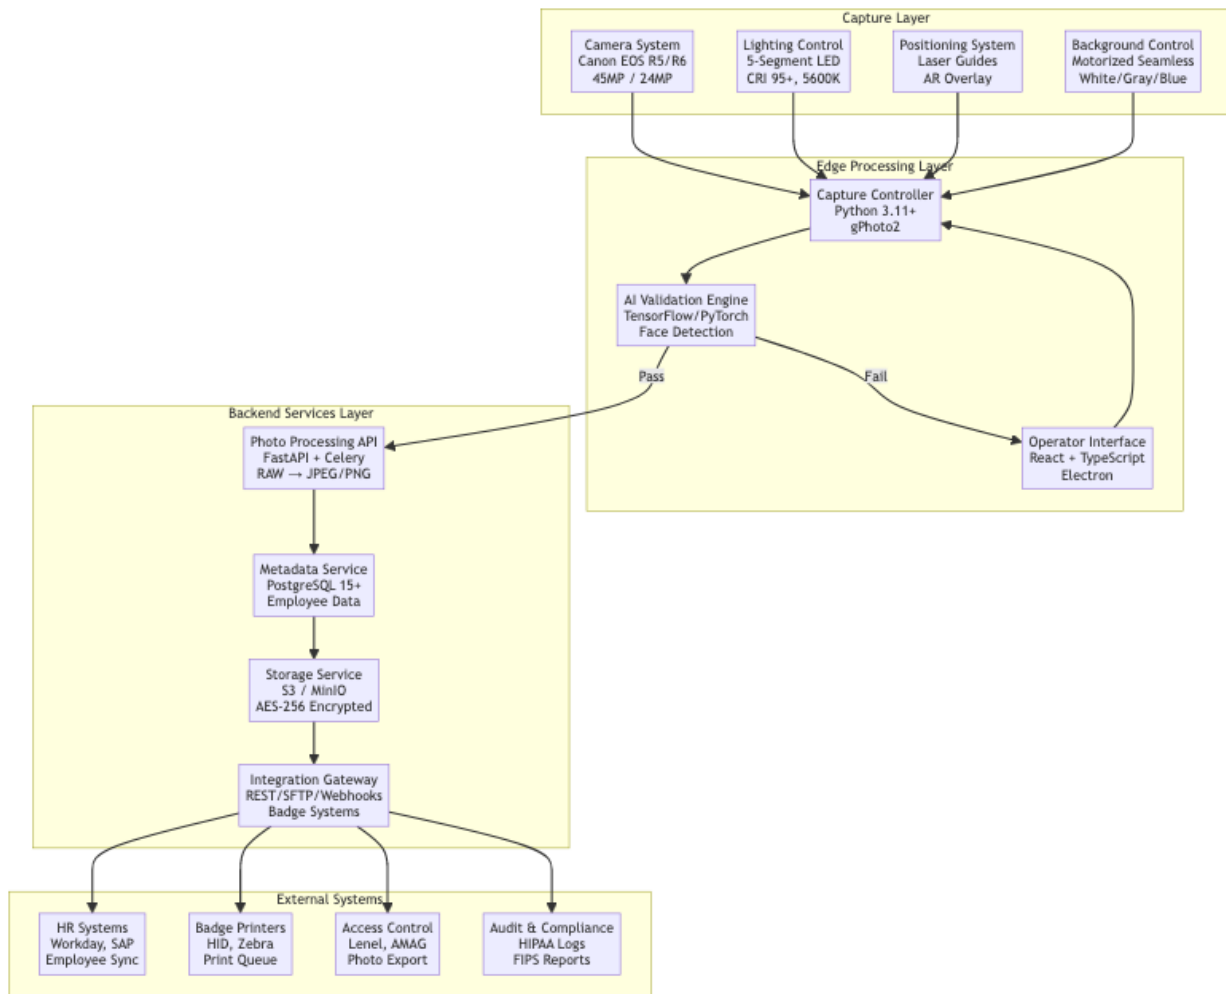 Capture Layer
Camera System
Canon EOS R5/R6
45MP / 24MP
Lighting Control
5-Segment LED
CRI 95+, 5600K
Positioning System
Laser Guides
AR Overlay
Background Control
Motorized Seamless
White/Gray/Blue
Edge Processing Layer
Capture Controller
Python 3.11+
gPhoto2
AI Validation Engine
TensorFlow/PyTorch
Face Detection
Pass
Fail
Operator Interface
React + TypeScript
Electron
Backend Services Layer
Photo Processing API
FastAPI + Celery
RAW → JPEG/PNG
Metadata Service
PostgreSQL 15+
Employee Data
Storage Service
S3 / MinIO
AES-256 Encrypted
Integration Gateway
REST/SFTP/Webhooks
Badge Systems
External Systems
HR Systems
Workday, SAP
Employee Sync
Badge Printers
HID, Zebra
Print Queue
Access Control
Lenel, AMAG
Photo Export
Audit & Compliance
HIPAA Logs
FIPS Reports